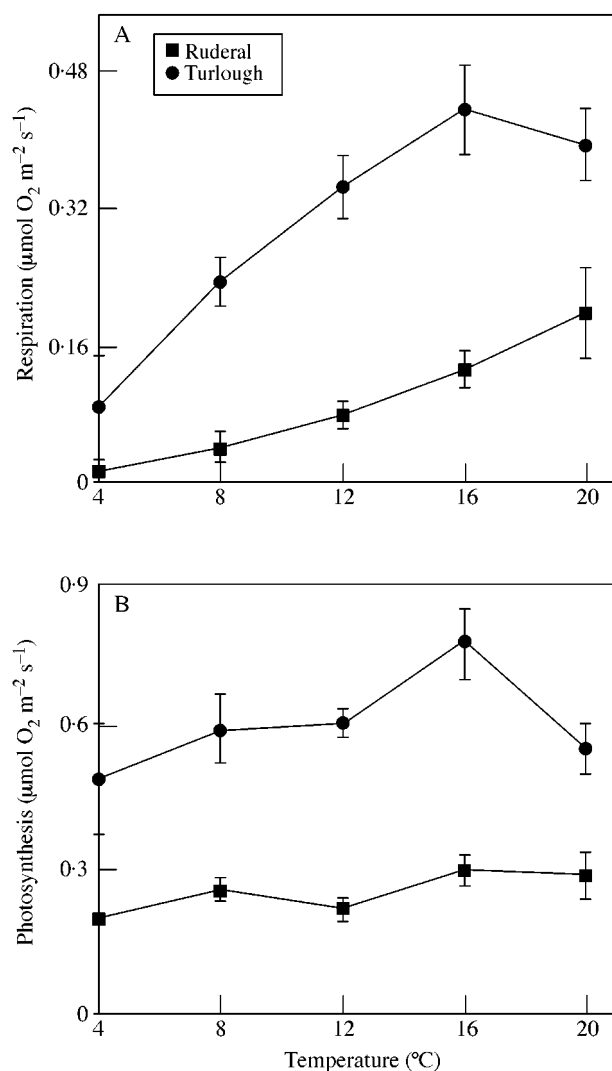 A
Ruderal
Turlough
0·48
0·32
0·16
0
Respiration (μmol O₂ m⁻² s⁻¹)
4 8 12 16 20
B
0·9
0·6
0·3
0
Photosynthesis (μmol O₂ m⁻² s⁻¹)
4 8 12 16 20
Temperature (ºC)